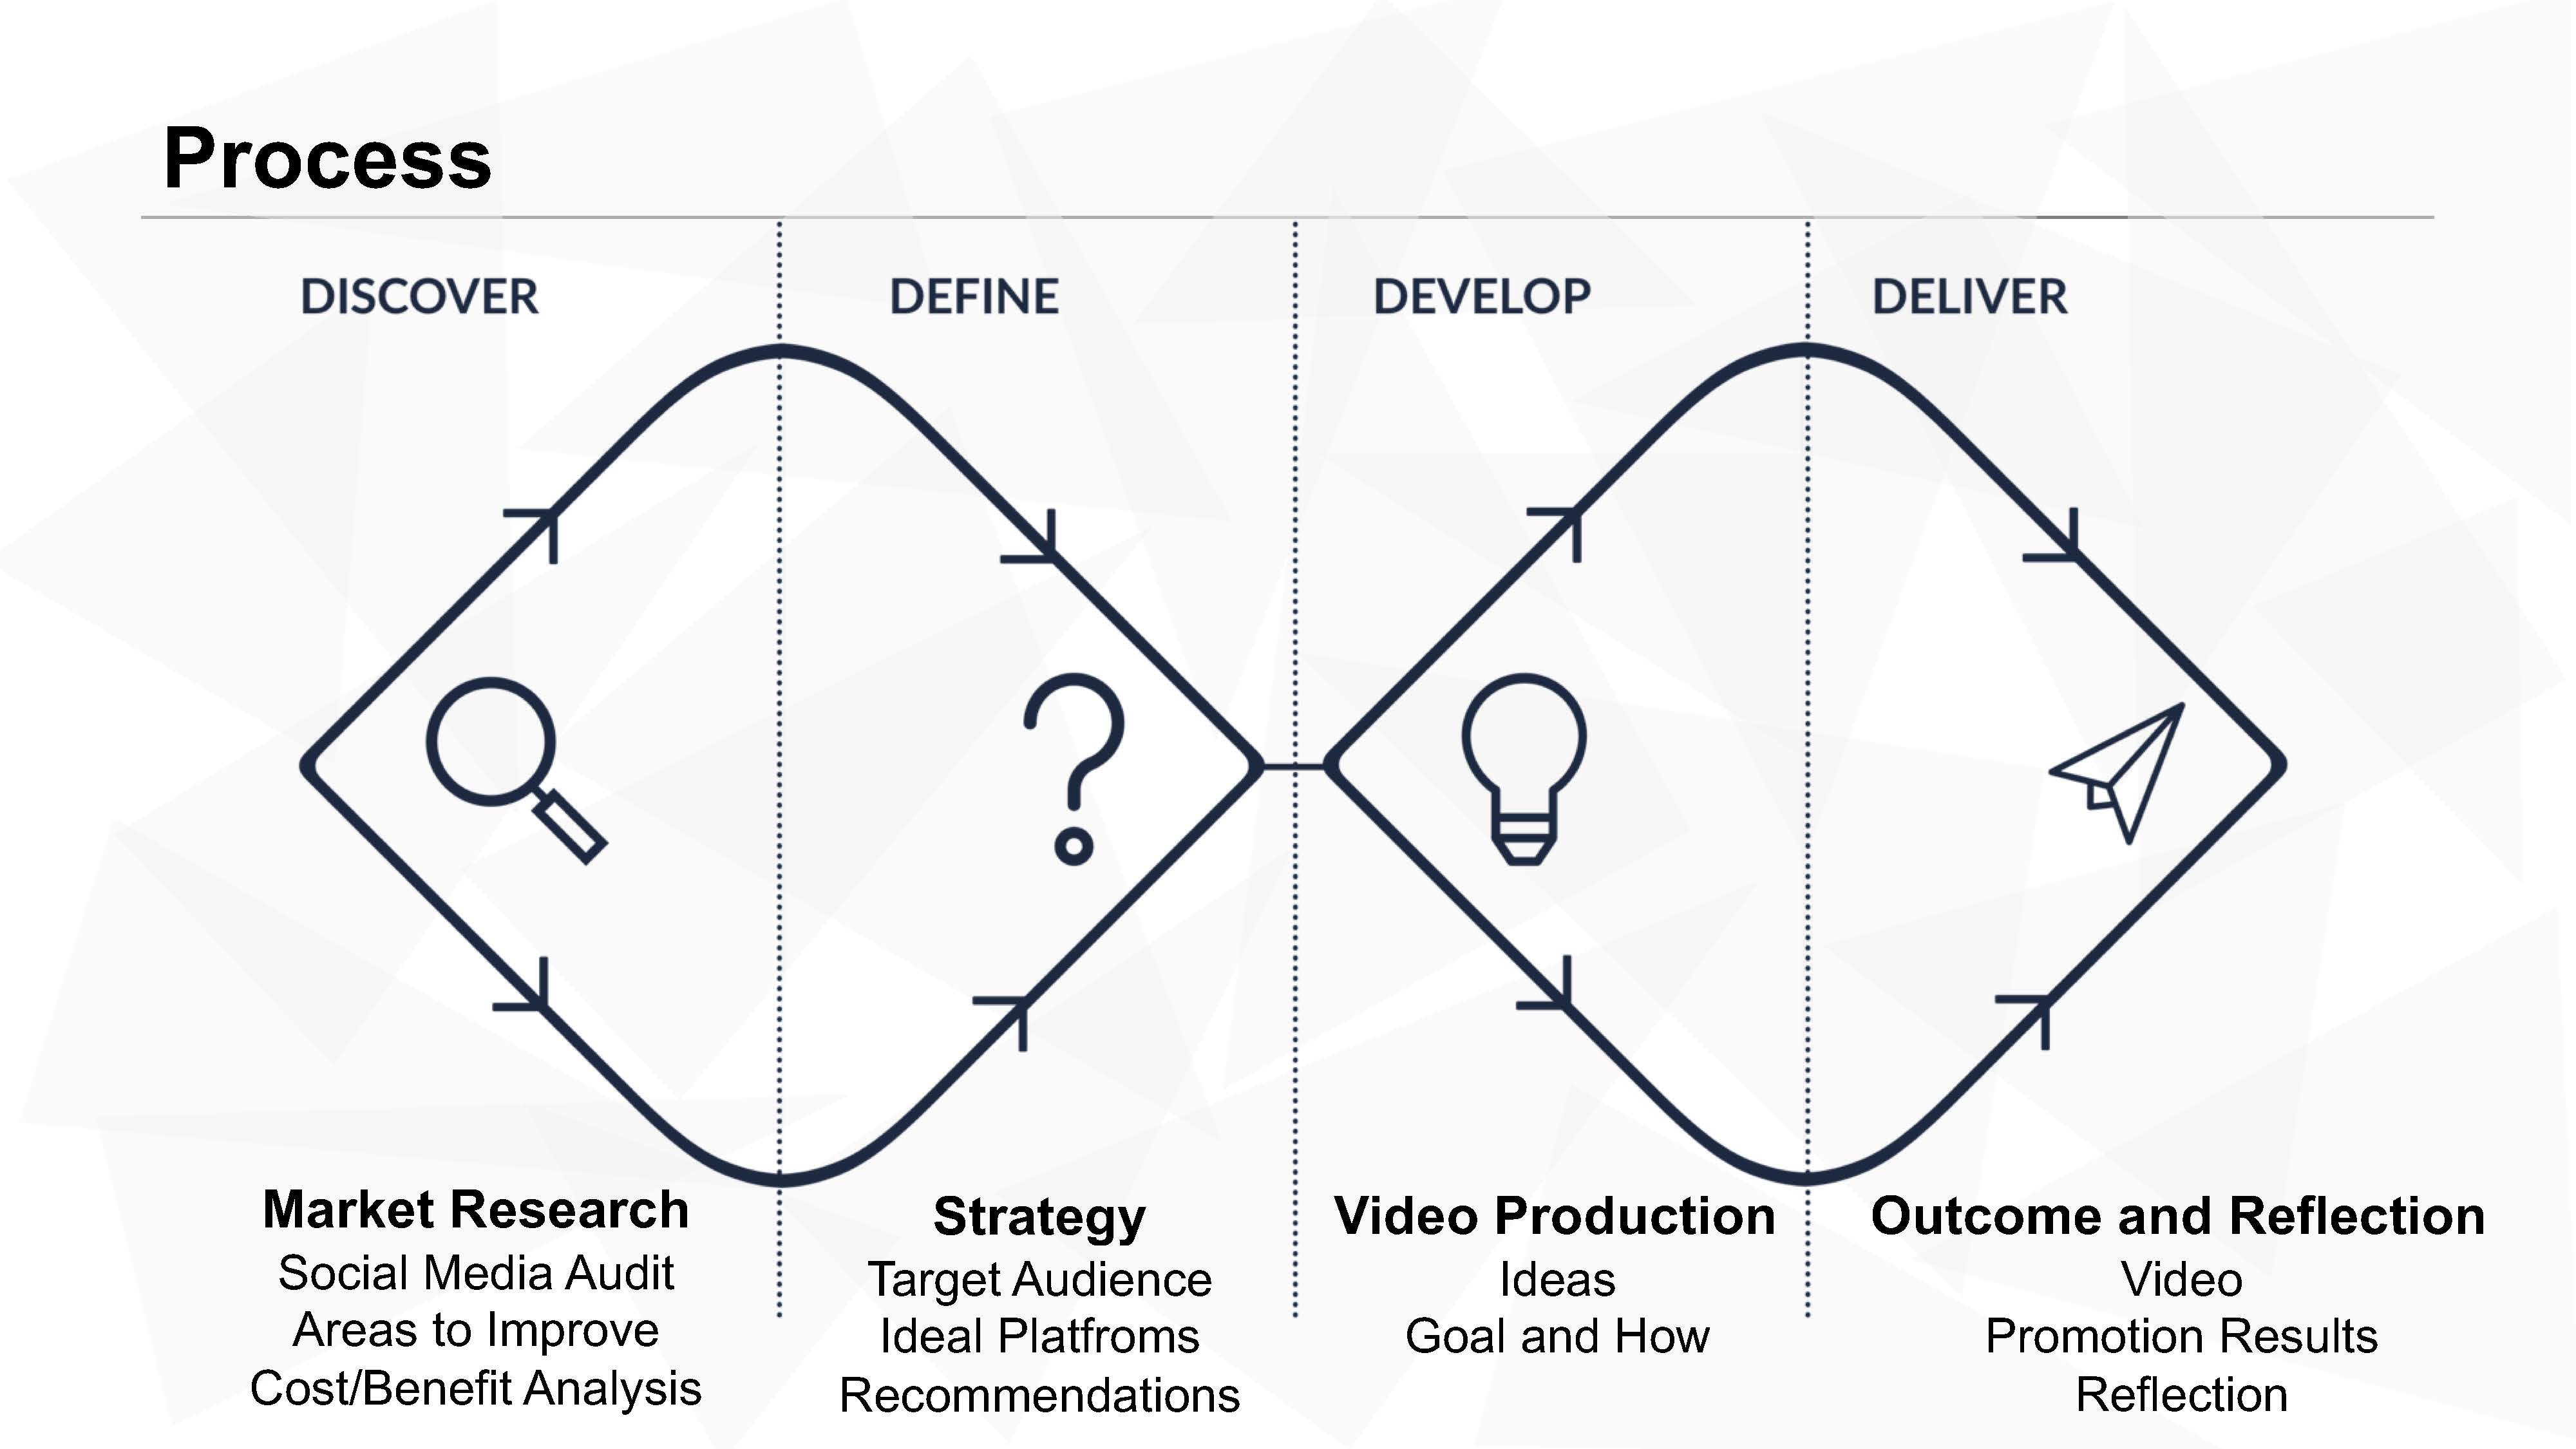 Process
DISCOVER
DEFINE
DEVELOP
DELIVER
Market Research
Social Media Audit
Areas to Improve
Cost/Benefit Analysis
Strategy
Target Audience
Ideal Platfroms
Recommendations
Video Production
Ideas
Goal and How
Outcome and Reflection
Video
Promotion Results
Reflection